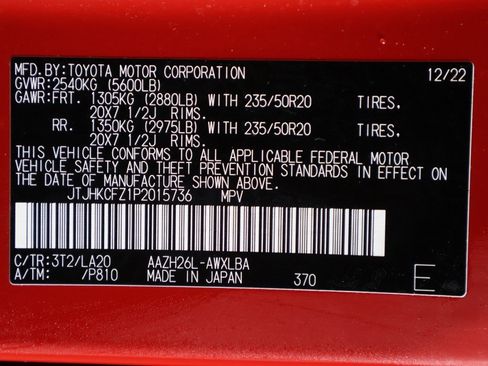 MFD.BY:TOYOTA MOTOR CORPORATION 12/22
GVWR:2540KG (5600LB)
GAWR:FRT. 1305KG (2880LB) WITH 235/50R20 TIRES,
20X7 1/2J RIMS.
RR. 1350KG (2975LB) WITH 235/50R20 TIRES,
20X7 1/2J RIMS.
THIS VEHICLE CONFORMS TO ALL APPLICABLE FEDERAL MOTOR
VEHICLE SAFETY AND THEFT PREVENTION STANDARDS IN EFFECT ON
THE DATE OF MANUFACTURE SHOWN ABOVE.
JTJHKCFZ1P2015736 MPV
C/TR:3T2/LA20 AAZH26L-AWXLBA
A/TM: /P810 MADE IN JAPAN 370 E